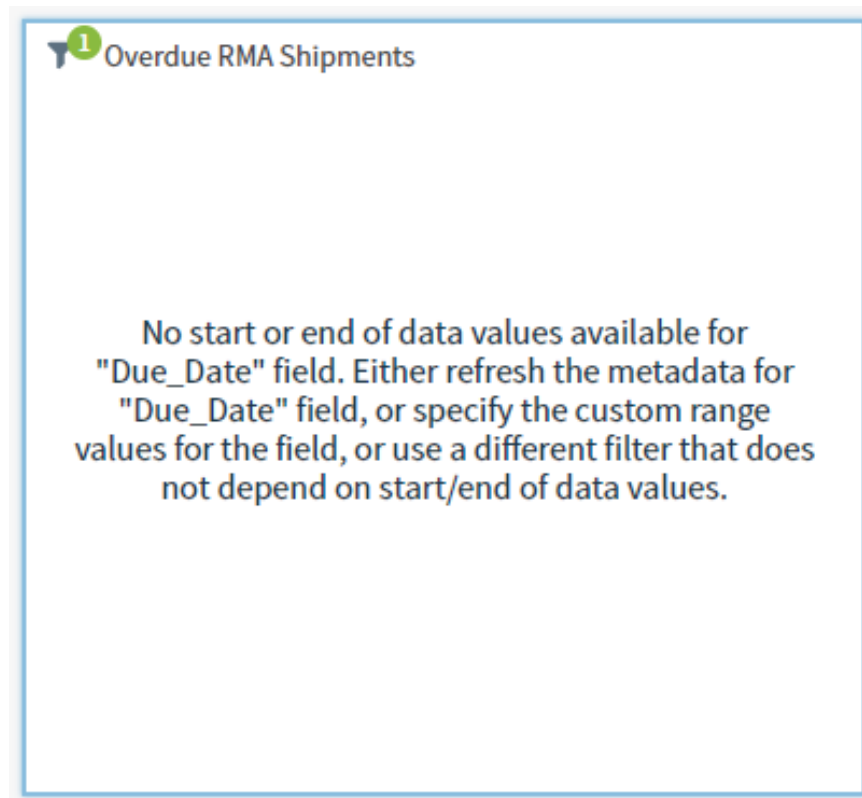 1
Overdue RMA Shipments
No start or end of data values available for
"Due_Date" field. Either refresh the metadata for
"Due_Date" field, or specify the custom range
values for the field, or use a different filter that does
not depend on start/end of data values.